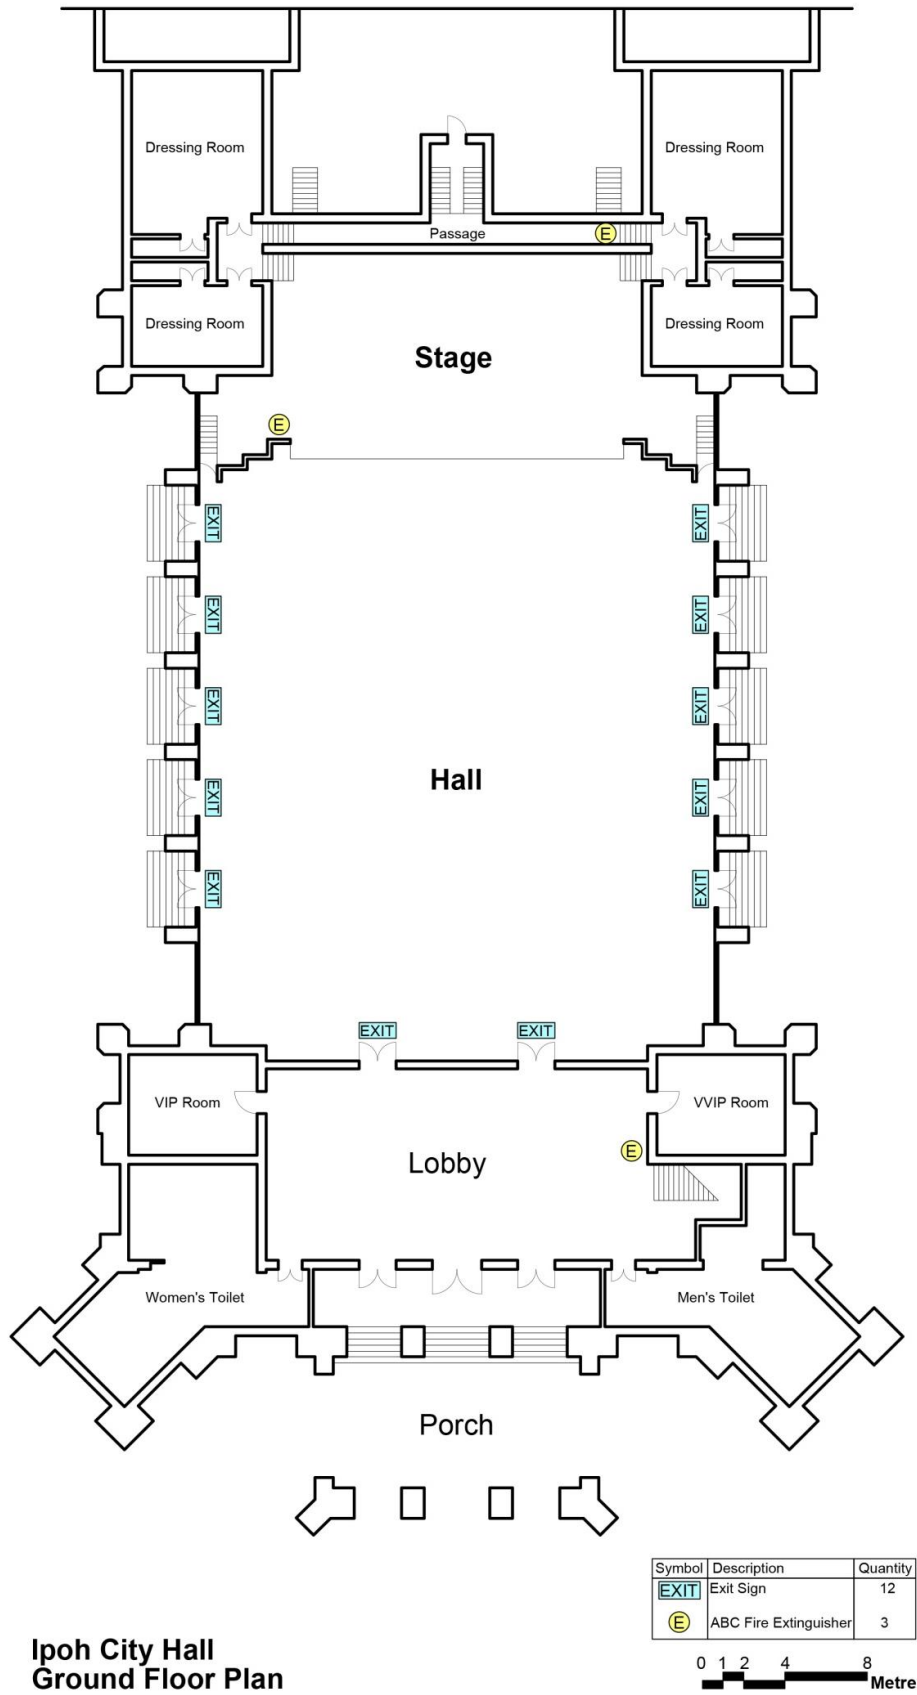 Dressing Room
Dressing Room
Passage
E
Dressing Room
Dressing Room
Stage
E
EXIT
EXIT
EXIT
EXIT
EXIT
EXIT
Hall
EXIT
EXIT
EXIT
EXIT
EXIT
EXIT
VIP Room
VVIP Room
E
Lobby
Women's Toilet
Men's Toilet
Porch
Symbol Description Quantity
EXIT Exit Sign 12
E ABC Fire Extinguisher 3
Ipoh City Hall
Ground Floor Plan
0 1 2 4 8
Metre